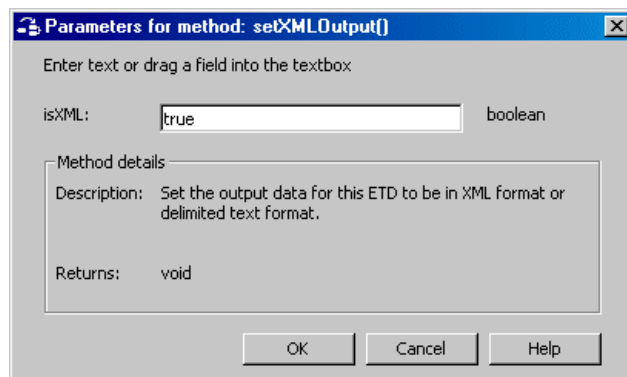 Parameters for method: setXMLOutput()
Enter text or drag a field into the textbox
isXML: true boolean
Method details
Description: Set the output data for this ETD to be in XML format or
delimited text format.
Returns: void
OK Cancel Help